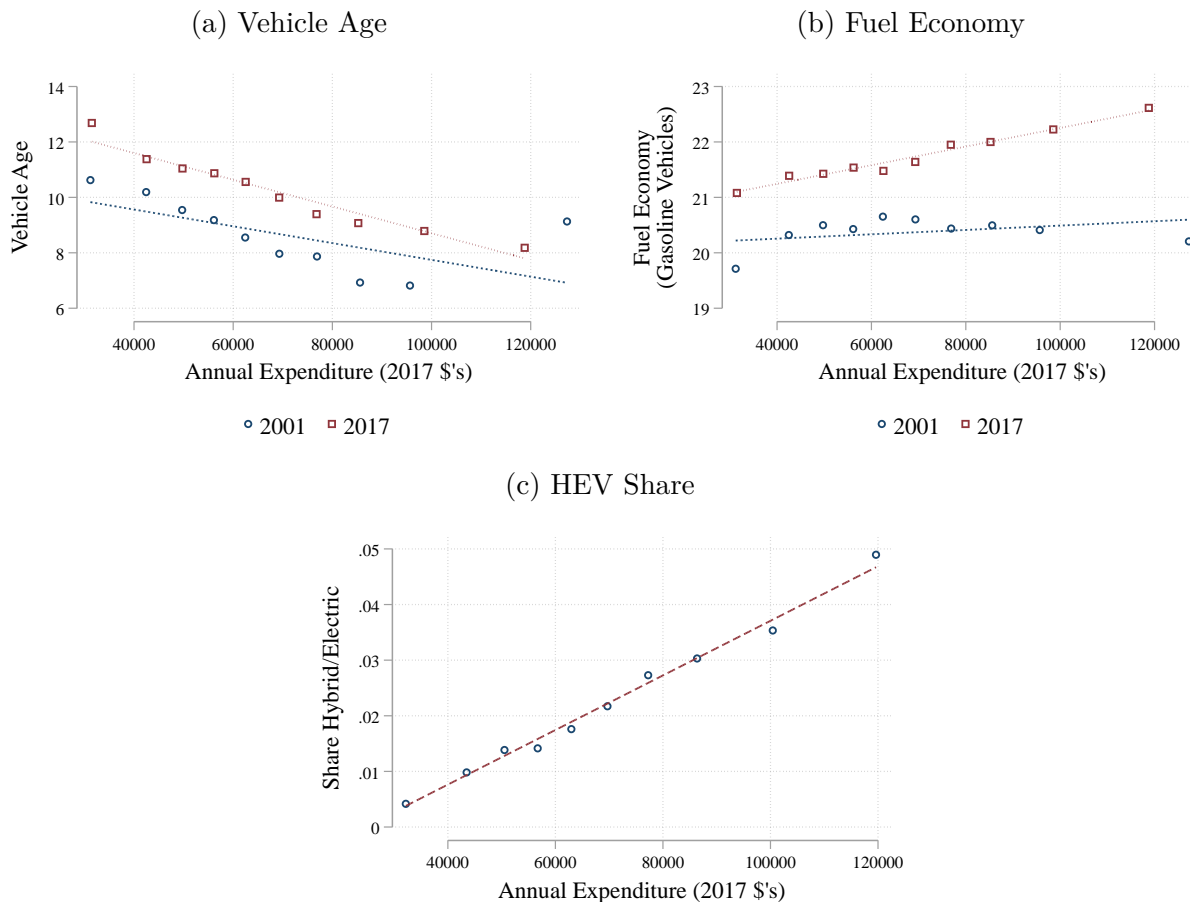 (a) Vehicle Age
14
12
10
8
6
Vehicle Age
40000 60000 80000 100000 120000
Annual Expenditure (2017 $'s)
2001 2017
(b) Fuel Economy
23
22
21
20
19
Fuel Economy
(Gasoline Vehicles)
40000 60000 80000 100000 120000
Annual Expenditure (2017 $'s)
2001 2017
(c) HEV Share
.05
.04
.03
.02
.01
0
Share Hybrid/Electric
40000 60000 80000 100000 120000
Annual Expenditure (2017 $'s)